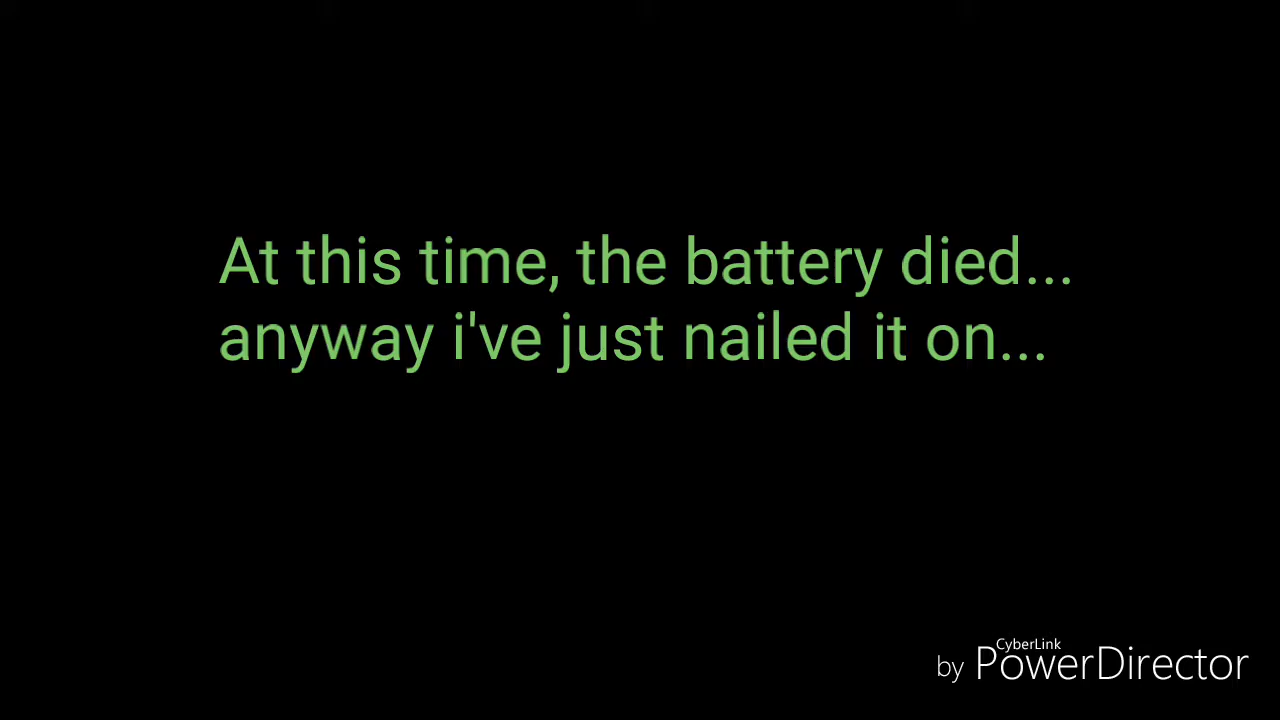 At this time, the battery died...
anyway i've just nailed it on...
CyberLink
by PowerDirector